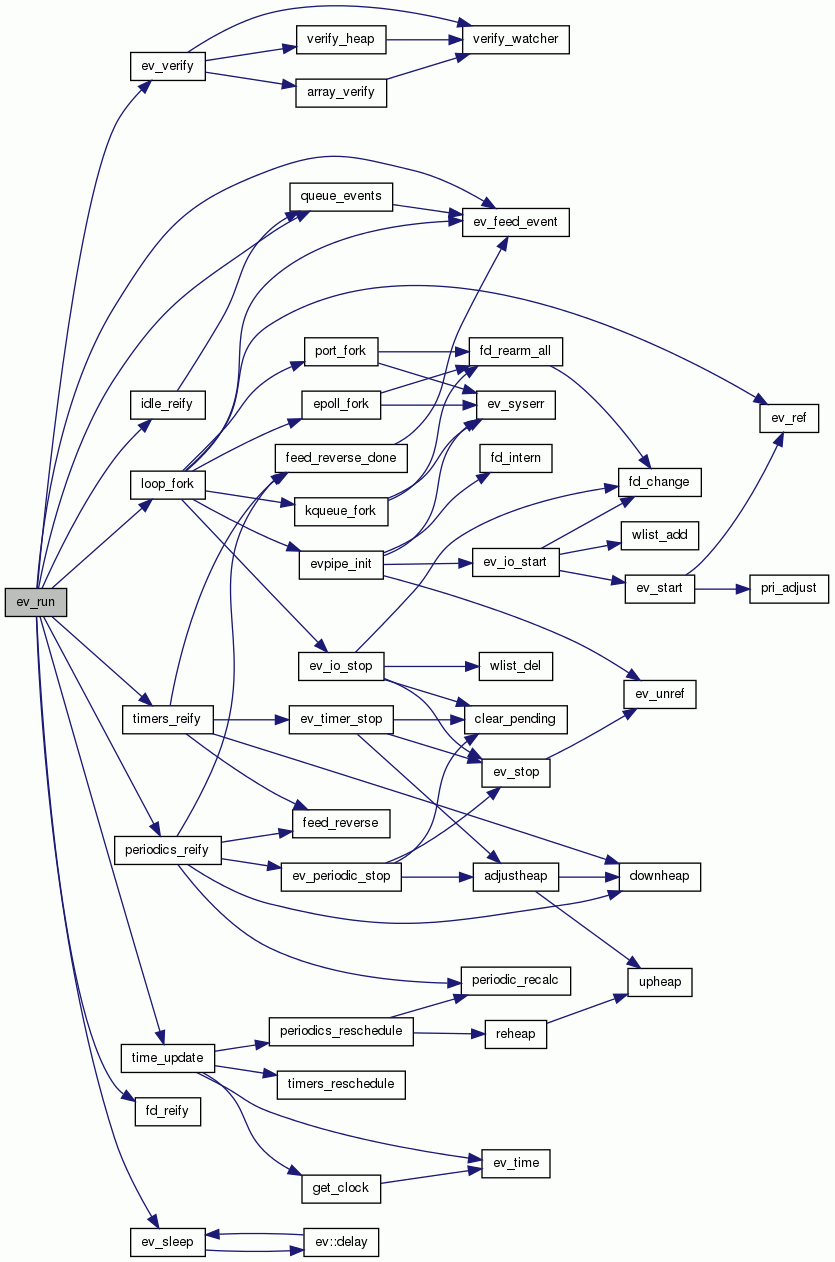 verify_heap
verify_watcher
ev_verify
array_verify
queue_events
ev_feed_event
port_fork
fd_rearm_all
idle_reify
epoll_fork
ev_syserr
ev_ref
feed_reverse_done
fd_intern
loop_fork
fd_change
kqueue_fork
wlist_add
evpipe_init
ev_io_start
ev_start
pri_adjust
ev_run
ev_io_stop
wlist_del
ev_unref
timers_reify
ev_timer_stop
clear_pending
ev_stop
feed_reverse
periodics_reify
ev_periodic_stop
adjustheap
downheap
periodic_recalc
upheap
periodics_reschedule
reheap
time_update
timers_reschedule
fd_reify
ev_time
get_clock
ev_sleep
ev::delay